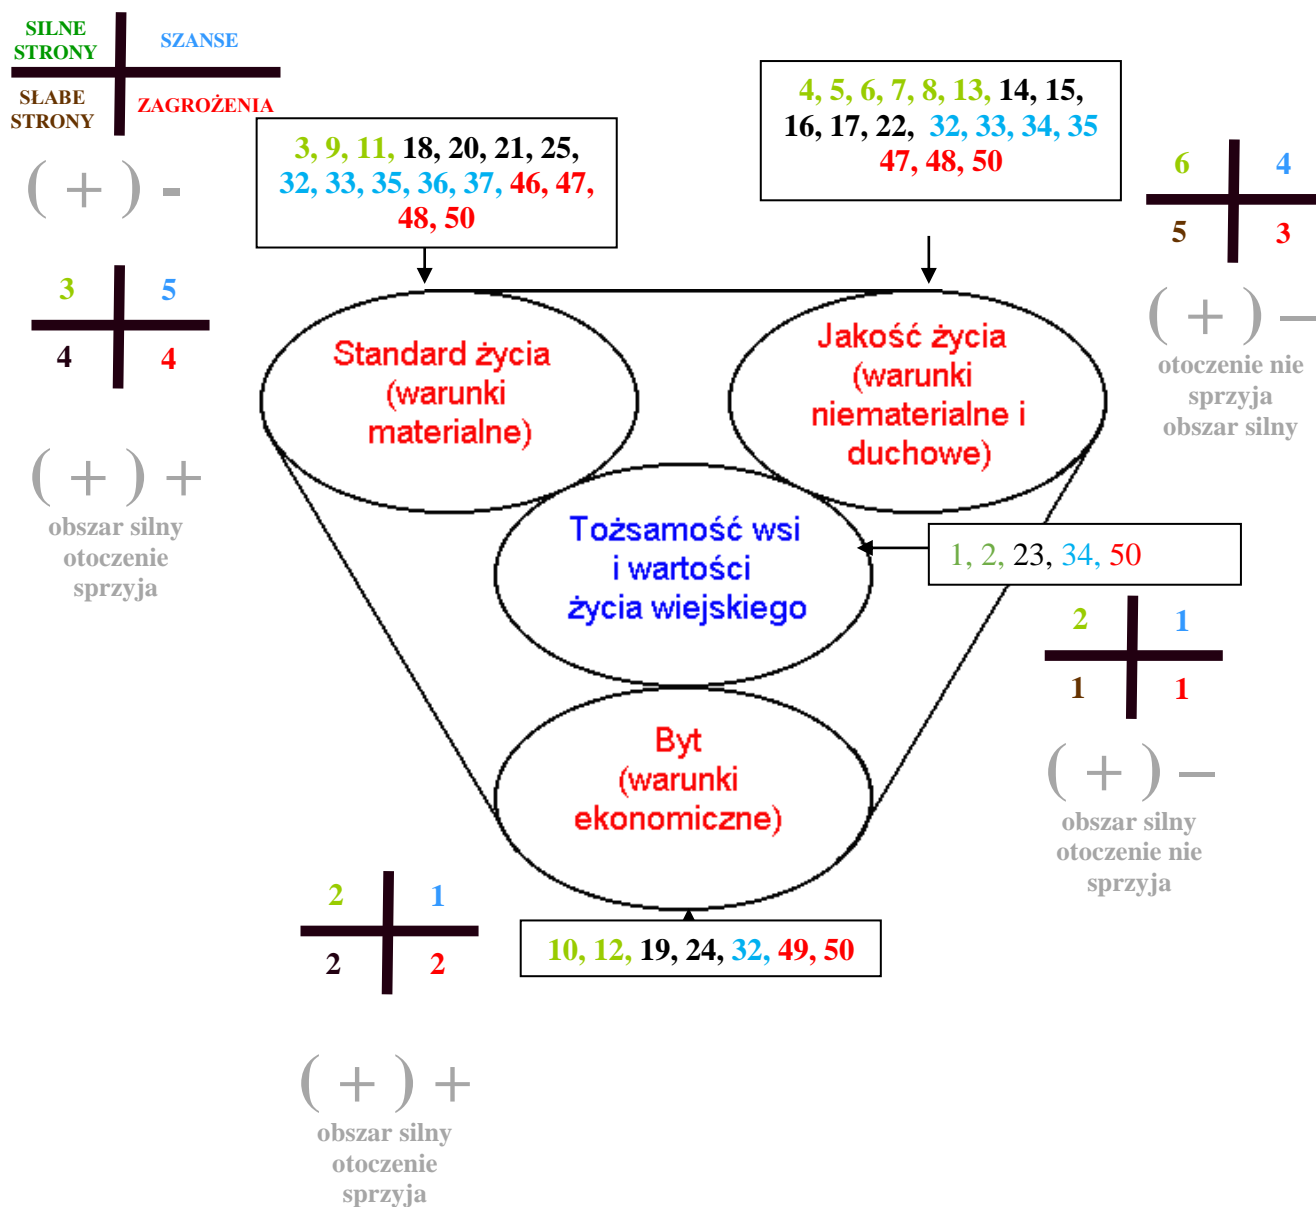 SILNE
STRONY
SZANSE
SŁABE
STRONY
ZAGROŻENIA
( + ) -
3, 9, 11, 18, 20, 21, 25,
32, 33, 35, 36, 37, 46, 47,
48, 50
4, 5, 6, 7, 8, 13, 14, 15,
16, 17, 22, 32, 33, 34, 35
47, 48, 50
6 4
5 3
( + ) –
otoczenie nie
sprzyja
obszar silny
3 5
4 4
( + ) +
obszar silny
otoczenie
sprzyja
Standard życia
(warunki
materialne)
Jakość życia
(warunki
niematerialne i
duchowe)
Tożsamość wsi
i wartości
życia wiejskiego
1, 2, 23, 34, 50
2 1
1 1
( + ) –
obszar silny
otoczenie nie
sprzyja
Byt
(warunki
ekonomiczne)
10, 12, 19, 24, 32, 49, 50
2 1
2 2
( + ) +
obszar silny
otoczenie
sprzyja